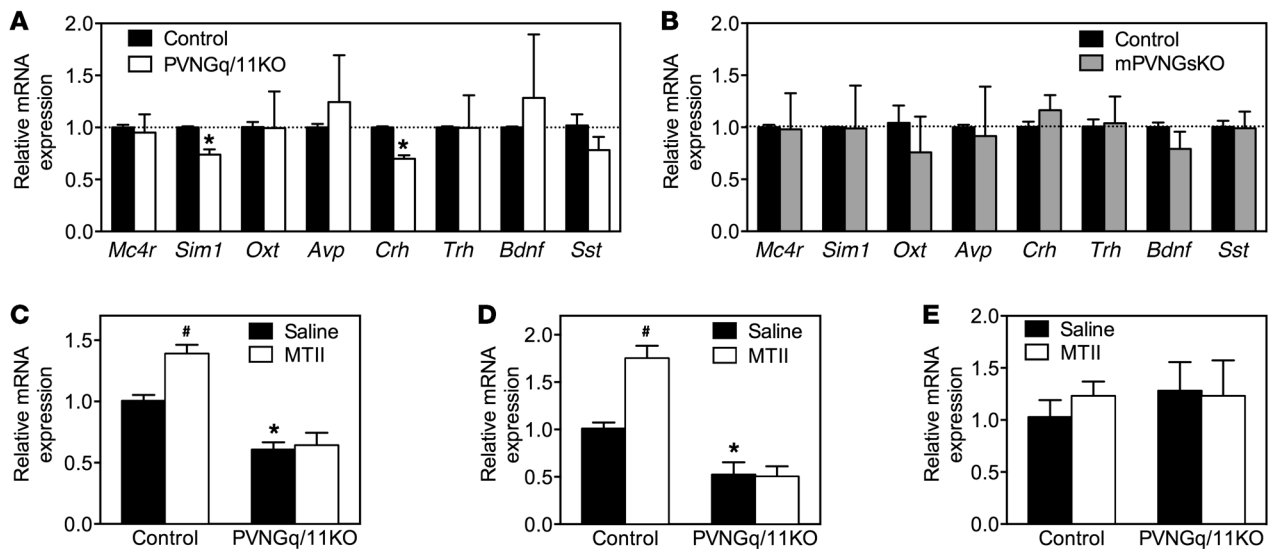 A
Relative mRNA
expression
2.0
1.5
1.0
0.5
0.0
Control
PVNGq/11KO
*
*
Mc4r Sim1 Oxt Avp Crh Trh Bdnf Sst
B
Relative mRNA
expression
2.0
1.5
1.0
0.5
0.0
Control
mPVNGsKO
Mc4r Sim1 Oxt Avp Crh Trh Bdnf Sst
C
Relative mRNA
expression
1.5
1.0
0.5
0.0
Saline
MTII
#
*
Control PVNGq/11KO
D
Relative mRNA
expression
2.0
1.5
1.0
0.5
0.0
Saline
MTII
#
*
Control PVNGq/11KO
E
Relative mRNA
expression
2.0
1.5
1.0
0.5
0.0
Saline
MTII
Control PVNGq/11KO